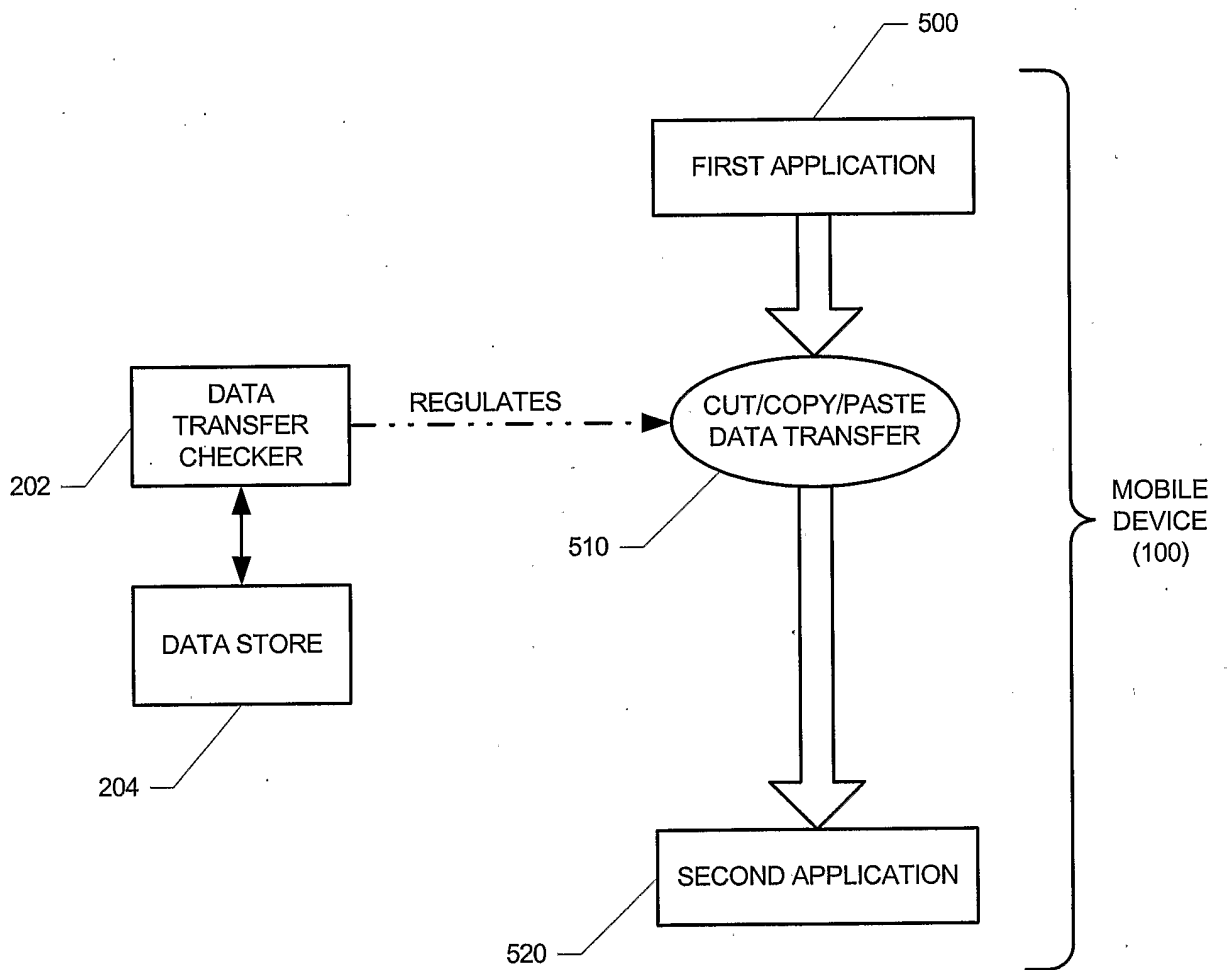 500
FIRST APPLICATION
DATA
TRANSFER
CHECKER
REGULATES
CUT/COPY/PASTE
DATA TRANSFER
202
510
MOBILE
DEVICE
(100)
DATA STORE
204
SECOND APPLICATION
520